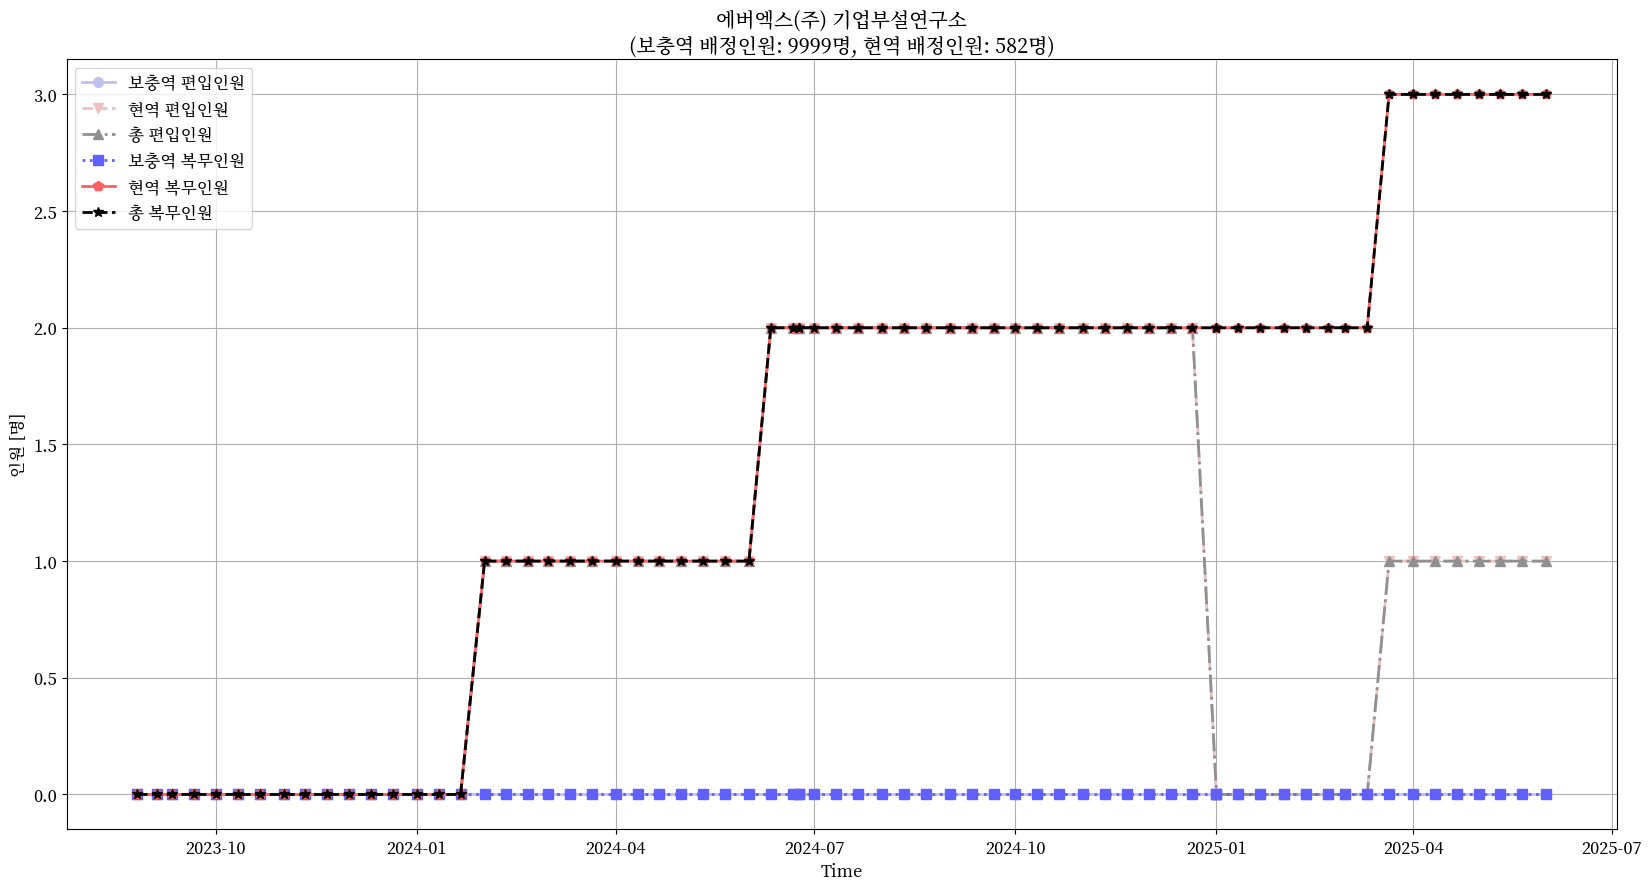 에버엑스(주) 기업부설연구소
(보충역 배정인원: 9999명, 현역 배정인원: 582명)
보충역 편입인원
현역 편입인원
총 편입인원
보충역 복무인원
현역 복무인원
총 복무인원
3.0
2.5
2.0
1.5
1.0
0.5
0.0
인원 [명]
2023-10
2024-01
2024-04
2024-07
2024-10
2025-01
2025-04
2025-07
Time